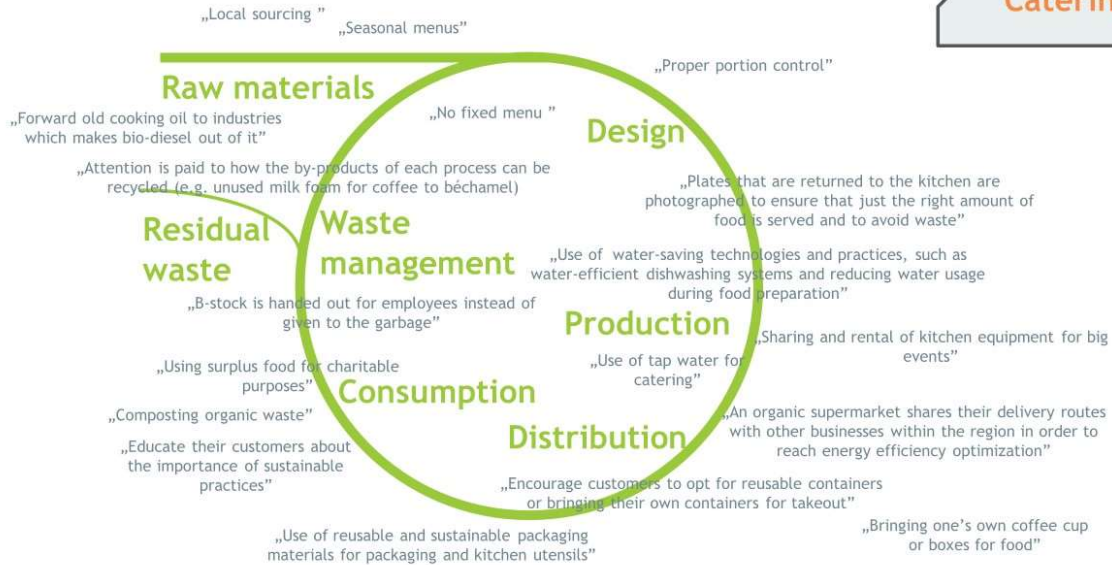 „Local sourcing ”
„Seasonal menus”
„Proper portion control”
Raw materials
„No fixed menu ”
„Forward old cooking oil to industries
which makes bio-diesel out of it”
Design
„Attention is paid to how the by-products of each process can be
recycled (e.g. unused milk foam for coffee to béchamel)
„Plates that are returned to the kitchen are
photographed to ensure that just the right amount of
food is served and to avoid waste”
Residual
waste
Waste
management
„Use of water-saving technologies and practices, such as
water-efficient dishwashing systems and reducing water usage
during food preparation”
„B-stock is handed out for employees instead of
given to the garbage”
Production
„Sharing and rental of kitchen equipment for big
events”
„Use of tap water for
catering”
„Using surplus food for charitable
purposes”
Consumption
„Composting organic waste”
„An organic supermarket shares their delivery routes
with other businesses within the region in order to
reach energy efficiency optimization”
Distribution
„Educate their customers about
the importance of sustainable
practices”
„Encourage customers to opt for reusable containers
or bringing their own containers for takeout”
„Bringing one’s own coffee cup
or boxes for food”
„Use of reusable and sustainable packaging
materials for packaging and kitchen utensils”